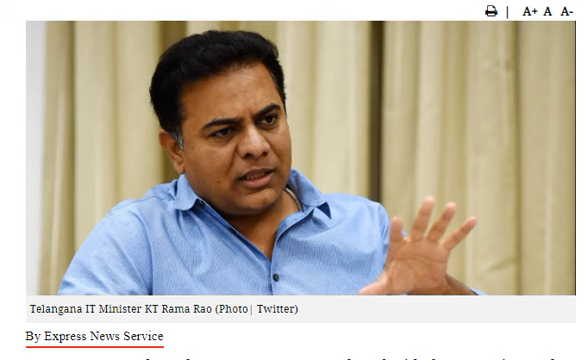 | A+ A A-
Telangana IT Minister KT Rama Rao (Photo| Twitter)
By Express News Service